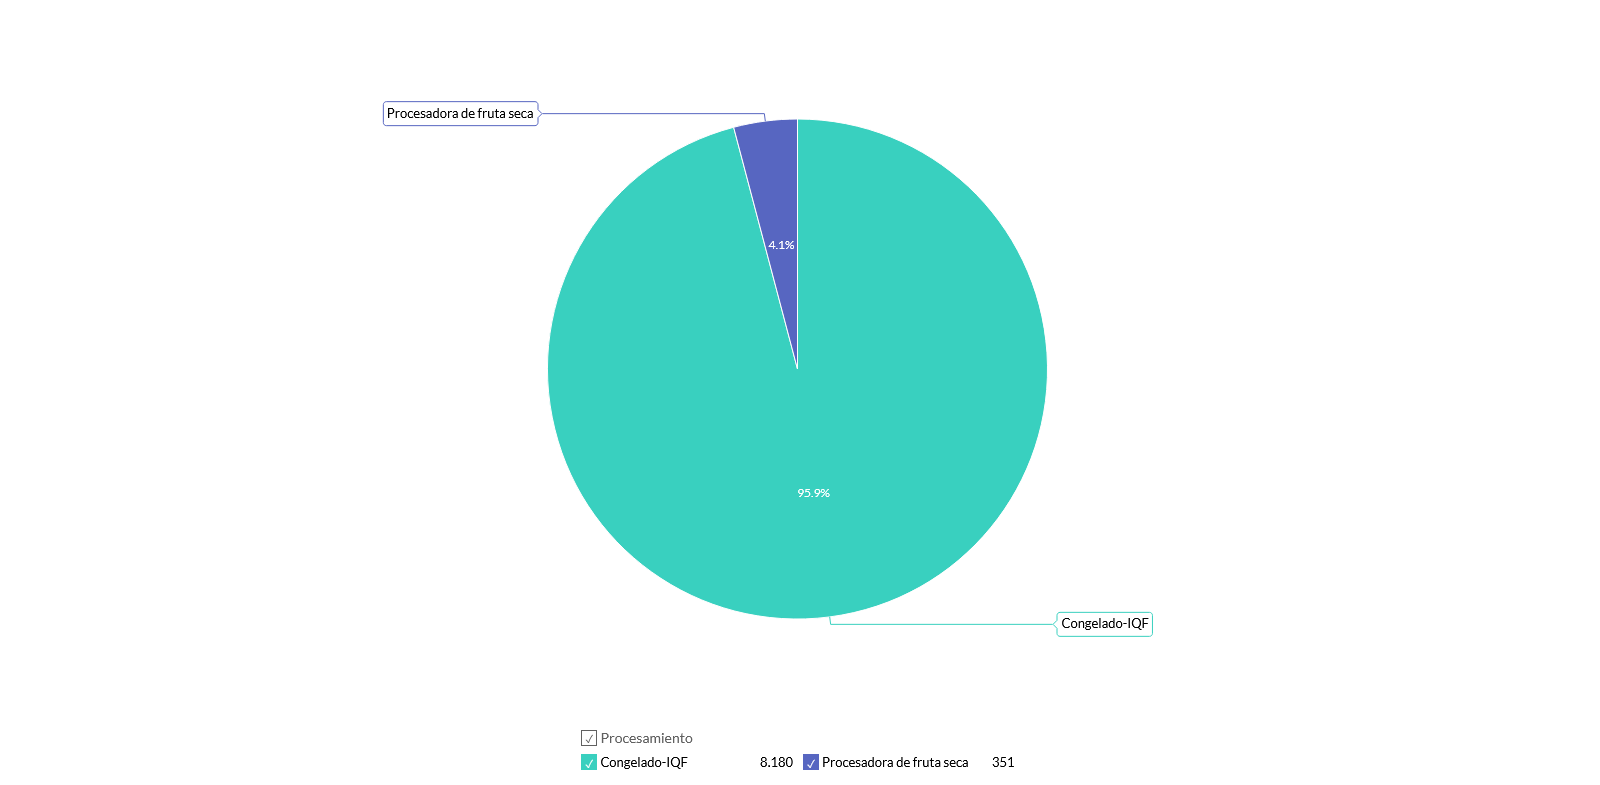 Procesadora de fruta seca
4.1%
95.9%
Congelado-IQF
Procesamiento
Congelado-IQF 8.180 Procesadora de fruta seca 351